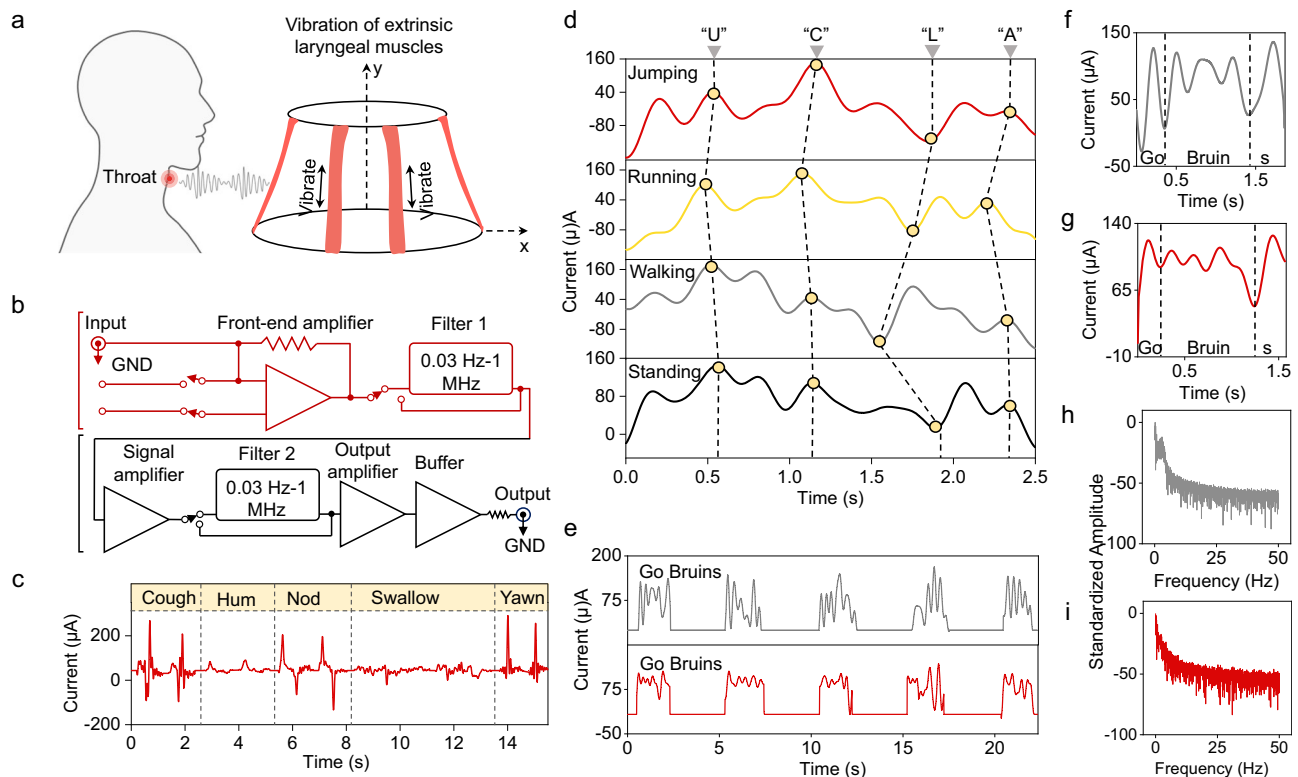 a
Vibration of extrinsic
laryngeal muscles
y
Throat
Vibrate
Vibrate
x
b
Input
GND
Front-end amplifier
Filter 1
0.03 Hz-1
MHz
Signal
amplifier
Filter 2
0.03 Hz-1
MHz
Output
amplifier
Buffer
Output
GND
c
Cough Hum Nod Swallow Yawn
Current (µA)
200
0
-200
0 2 4 6 8 10 12 14
Time (s)
d
“U” “C” “L” “A”
Current (µ)A
160
Jumping
40
-80
160
Running
40
-80
160
Walking
40
-80
160
Standing
80
0
0 0.5 1.0 1.5 2.0 2.5
Time (s)
e
Current (µ)A
200
Go Bruins
75
Go Bruins
75
-50
0 5 10 15 20
Time (s)
f
Current (µA)
150
50
-50
Go Bruin s
0.5 1.5
Time (s)
g
Current (µA)
140
65
-10
Go Bruin s
0.5 1 1.5
Time (s)
Standardized Amplitude
h
0
-50
-100
0 25 50
Frequency (Hz)
i
0
-50
-100
0 25 50
Frequency (Hz)